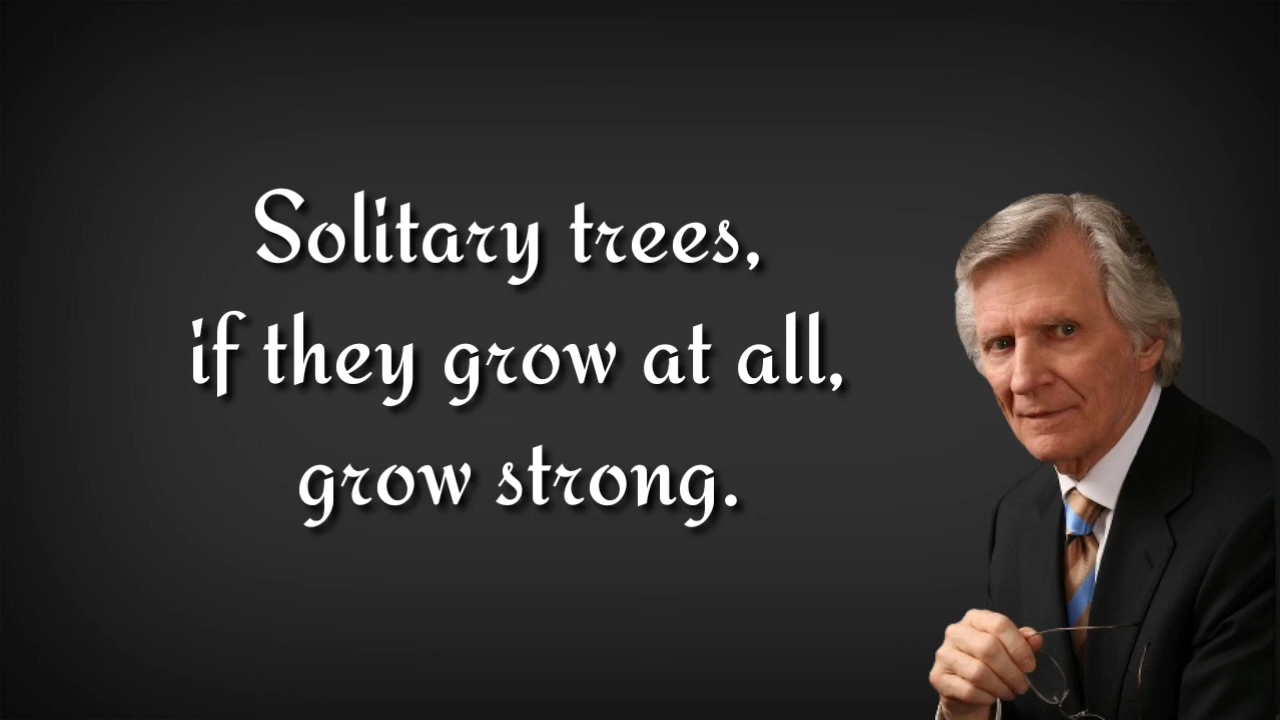 Solitary trees,
if they grow at all,
grow strong.